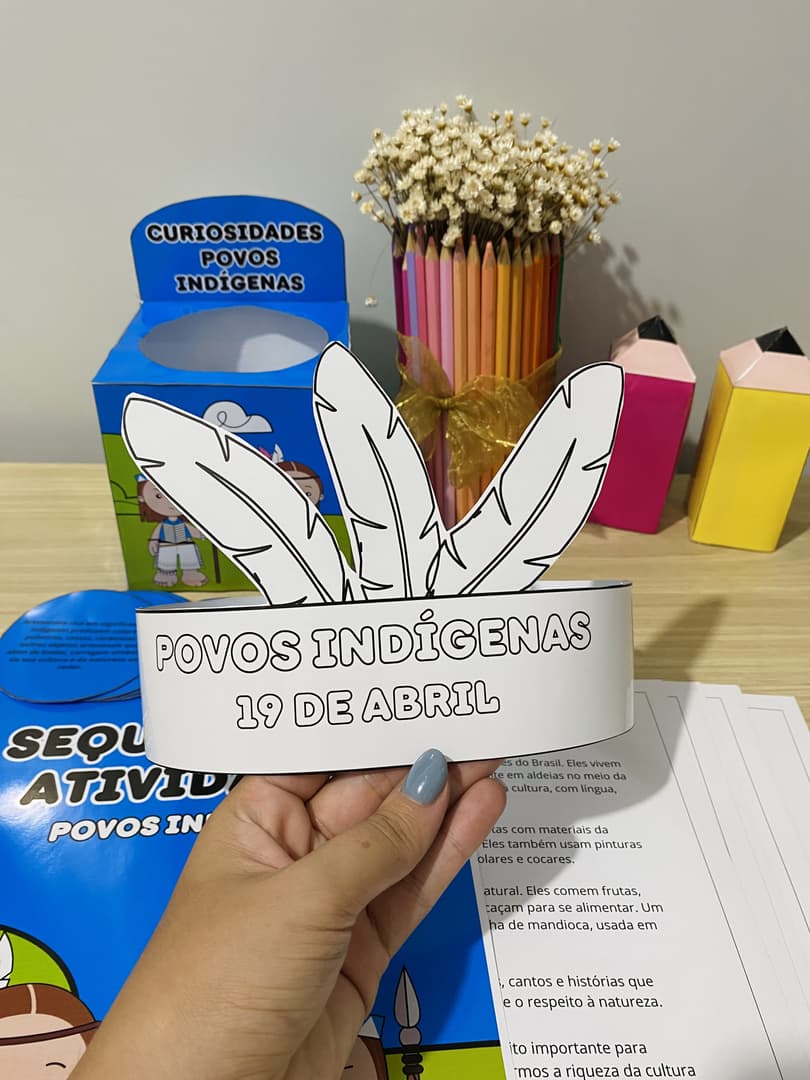 CURIOSIDADES
POVOS
INDÍGENAS
POVOS INDÍGENAS
19 DE ABRIL
SEQU
ATIVID
POVOS IN
es do Brasil. Eles vivem
te em aldeias no meio da
a cultura, com língua,
tas com materiais da
Eles também usam pinturas
olares e cocares.
atural. Eles comem frutas,
caçam para se alimentar. Um
ha de mandioca, usada em
, cantos e histórias que
e o respeito à natureza.
ito importante para
rmos a riqueza da cultura